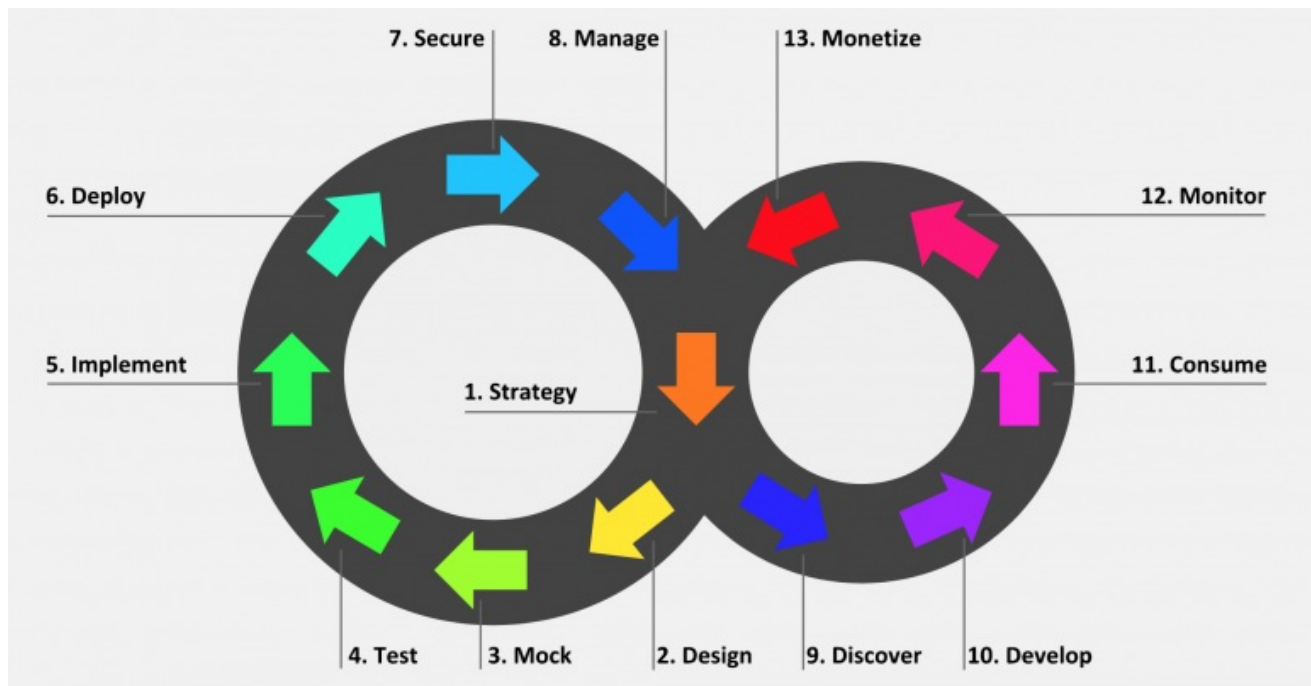 7. Secure
8. Manage
13. Monetize
6. Deploy
12. Monitor
5. Implement
11. Consume
1. Strategy
4. Test
3. Mock
2. Design
9. Discover
10. Develop